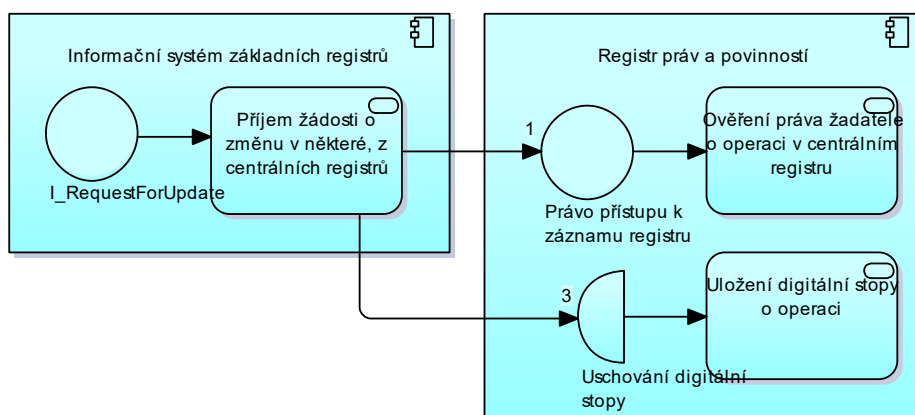 Informační systém základních registrů
I_RequestForUpdate
Příjem žádosti o
změnu v některé, z
centrálních registrů
1
3
Registr práv a povinností
Právo přístupu k
záznamu registru
Ověření práva žadatele
o operaci v centrálním
registru
Uschování digitální
stopy
Uložení digitální stopy
o operaci